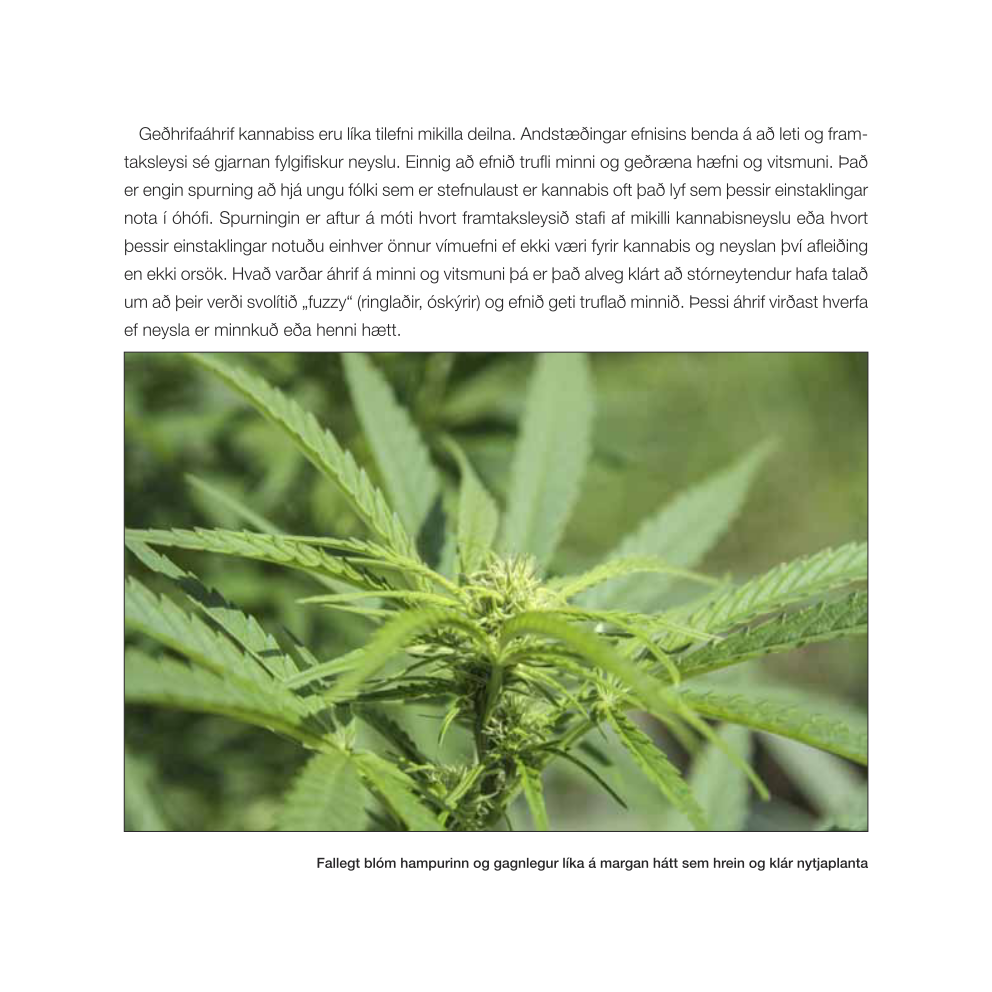 Geðhrifaáhrif kannabiss eru líka tilefni mikilla deilna. Andstæðingar efnisins benda á að leti og fram-
taksleysi sé gjarnan fylgifiskur neyslu. Einnig að efnið trufli minni og geðræna hæfni og vitsmuni. Það
er engin spurning að hjá ungu fólki sem er stefnulaust er kannabis oft það lyf sem þessir einstaklingar
nota í óhófi. Spurningin er aftur á móti hvort framtaksleysið stafi af mikilli kannabisneyslu eða hvort
þessir einstaklingar notuðu einhver önnur vímuefni ef ekki væri fyrir kannabis og neyslan því afleiðing
en ekki orsök. Hvað varðar áhrif á minni og vitsmuni þá er það alveg klárt að stórneytendur hafa talað
um að þeir verði svolítið „fuzzy“ (ringlaðir, óskýrir) og efnið geti truflað minnið. Þessi áhrif virðast hverfa
ef neysla er minnkuð eða henni hætt.
Fallegt blóm hampurinn og gagnlegur líka á margan hátt sem hrein og klár nytjaplanta